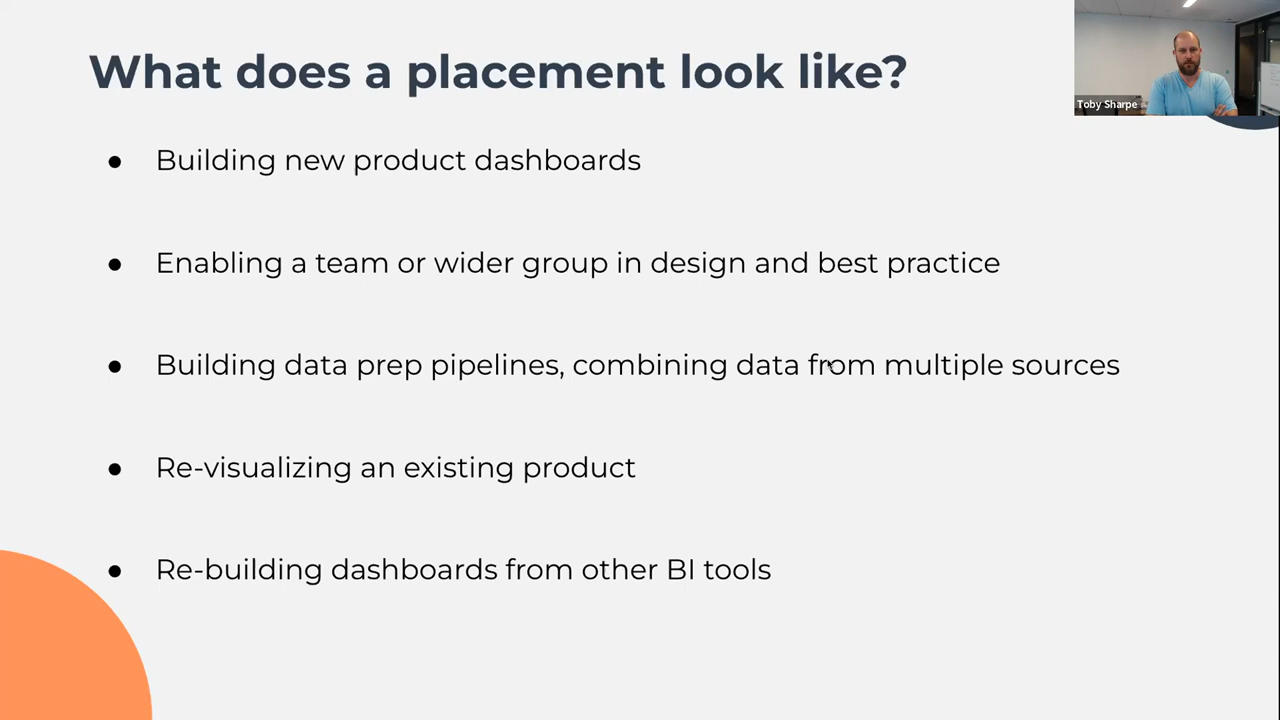 What does a placement look like?
Toby Sharpe
● Building new product dashboards
● Enabling a team or wider group in design and best practice
● Building data prep pipelines, combining data from multiple sources
● Re-visualizing an existing product
● Re-building dashboards from other BI tools